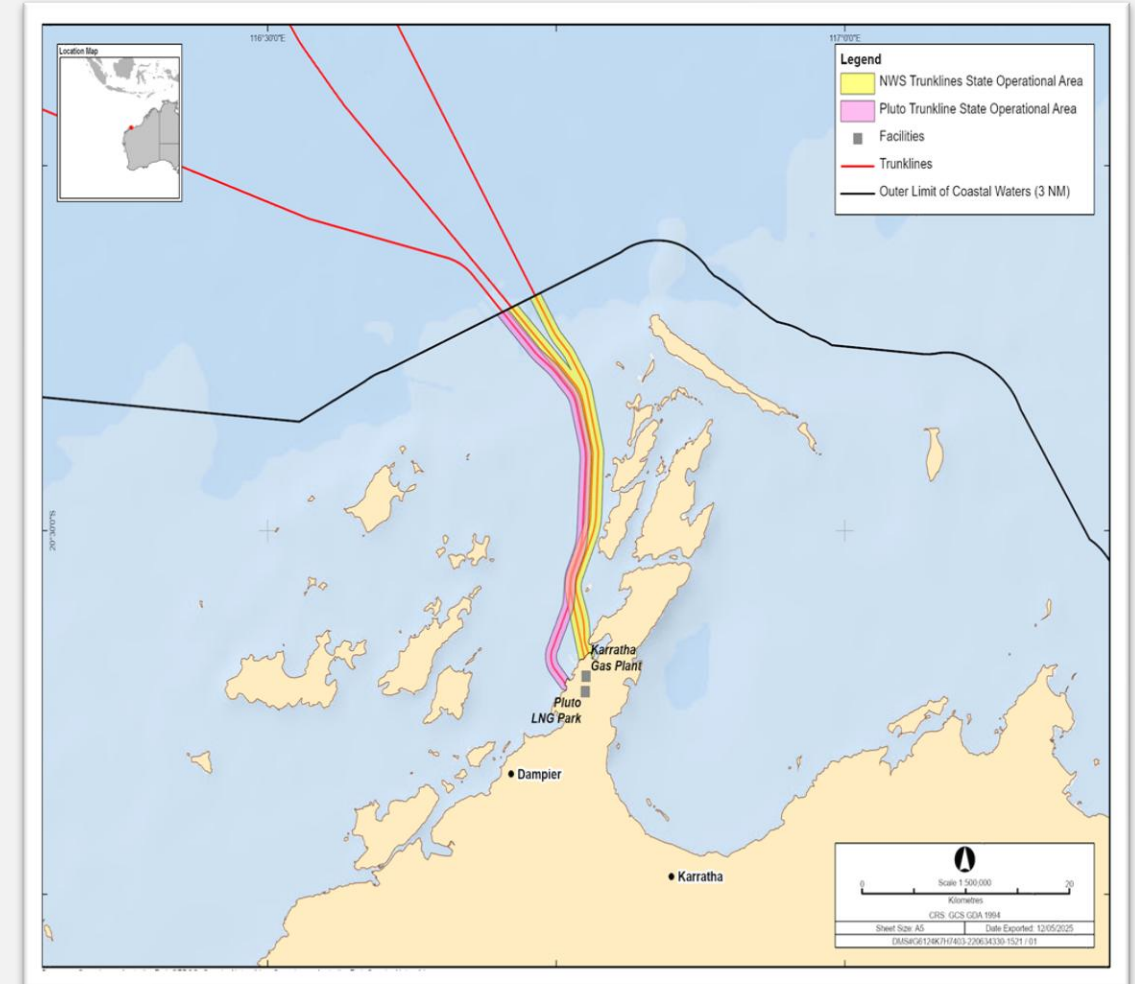 116°30'0"E
117°0'0"E
Location Map
Legend
NWS Trunklines State Operational Area
Pluto Trunkline State Operational Area
Facilities
Trunklines
Outer Limit of Coastal Waters (3 NM)
20°30'0"S
Karratha
Gas Plant
Pluto
LNG Park
Dampier
Karratha
Scale 1:500,000
0 20
Kilometres
CRS: GCS GDA 1994
Sheet Size: A5 Date Exported: 12/05/2025